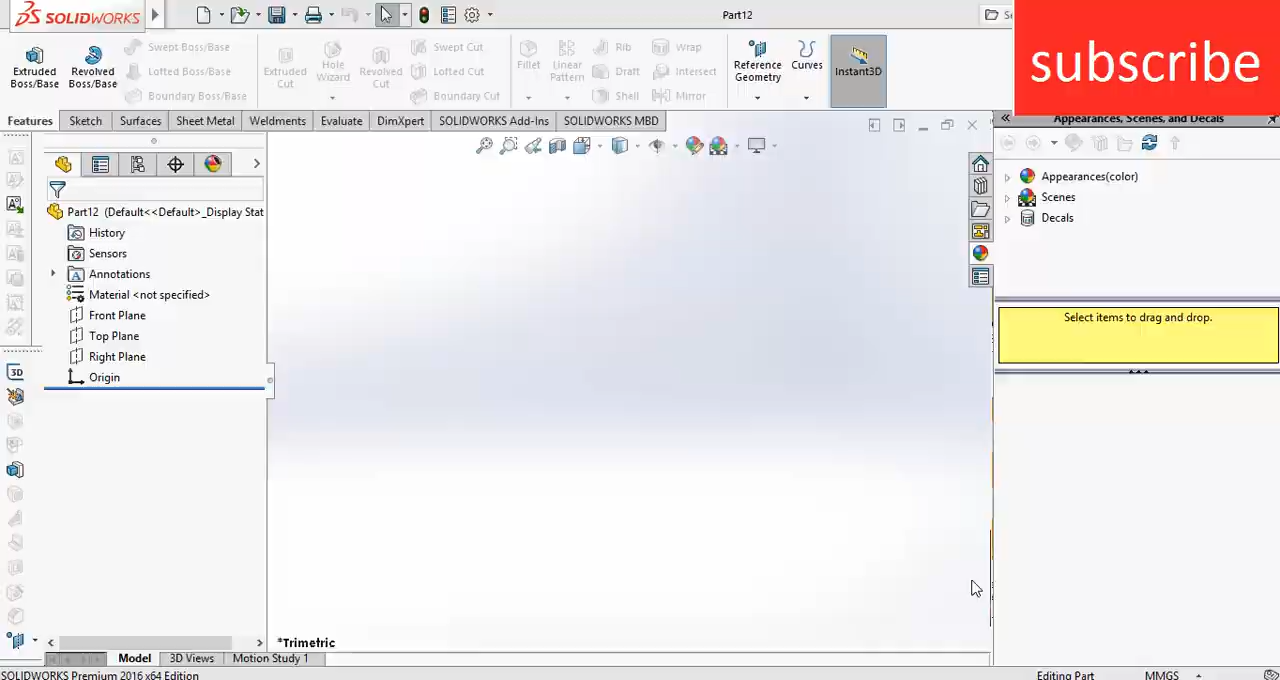 SOLIDWORKS
Part12
subscribe
Extruded Boss/Base
Revolved Boss/Base
Swept Boss/Base
Lofted Boss/Base
Boundary Boss/Base
Extruded Cut
Hole Wizard
Revolved Cut
Swept Cut
Lofted Cut
Boundary Cut
Fillet
Linear Pattern
Rib
Draft
Shell
Wrap
Intersect
Mirror
Reference Geometry
Curves
Instant3D
Features Sketch Surfaces Sheet Metal Weldments Evaluate DimXpert SOLIDWORKS Add-Ins SOLIDWORKS MBD
Appearances, Scenes, and Decals
Part12 (Default<<Default>_Display Stat
History
Sensors
Annotations
Material <not specified>
Front Plane
Top Plane
Right Plane
Origin
Appearances(color)
Scenes
Decals
Select items to drag and drop.
3D
*Trimetric
Model 3D Views Motion Study 1
SOLIDWORKS Premium 2016 x64 Edition
Editing Part
MMGS